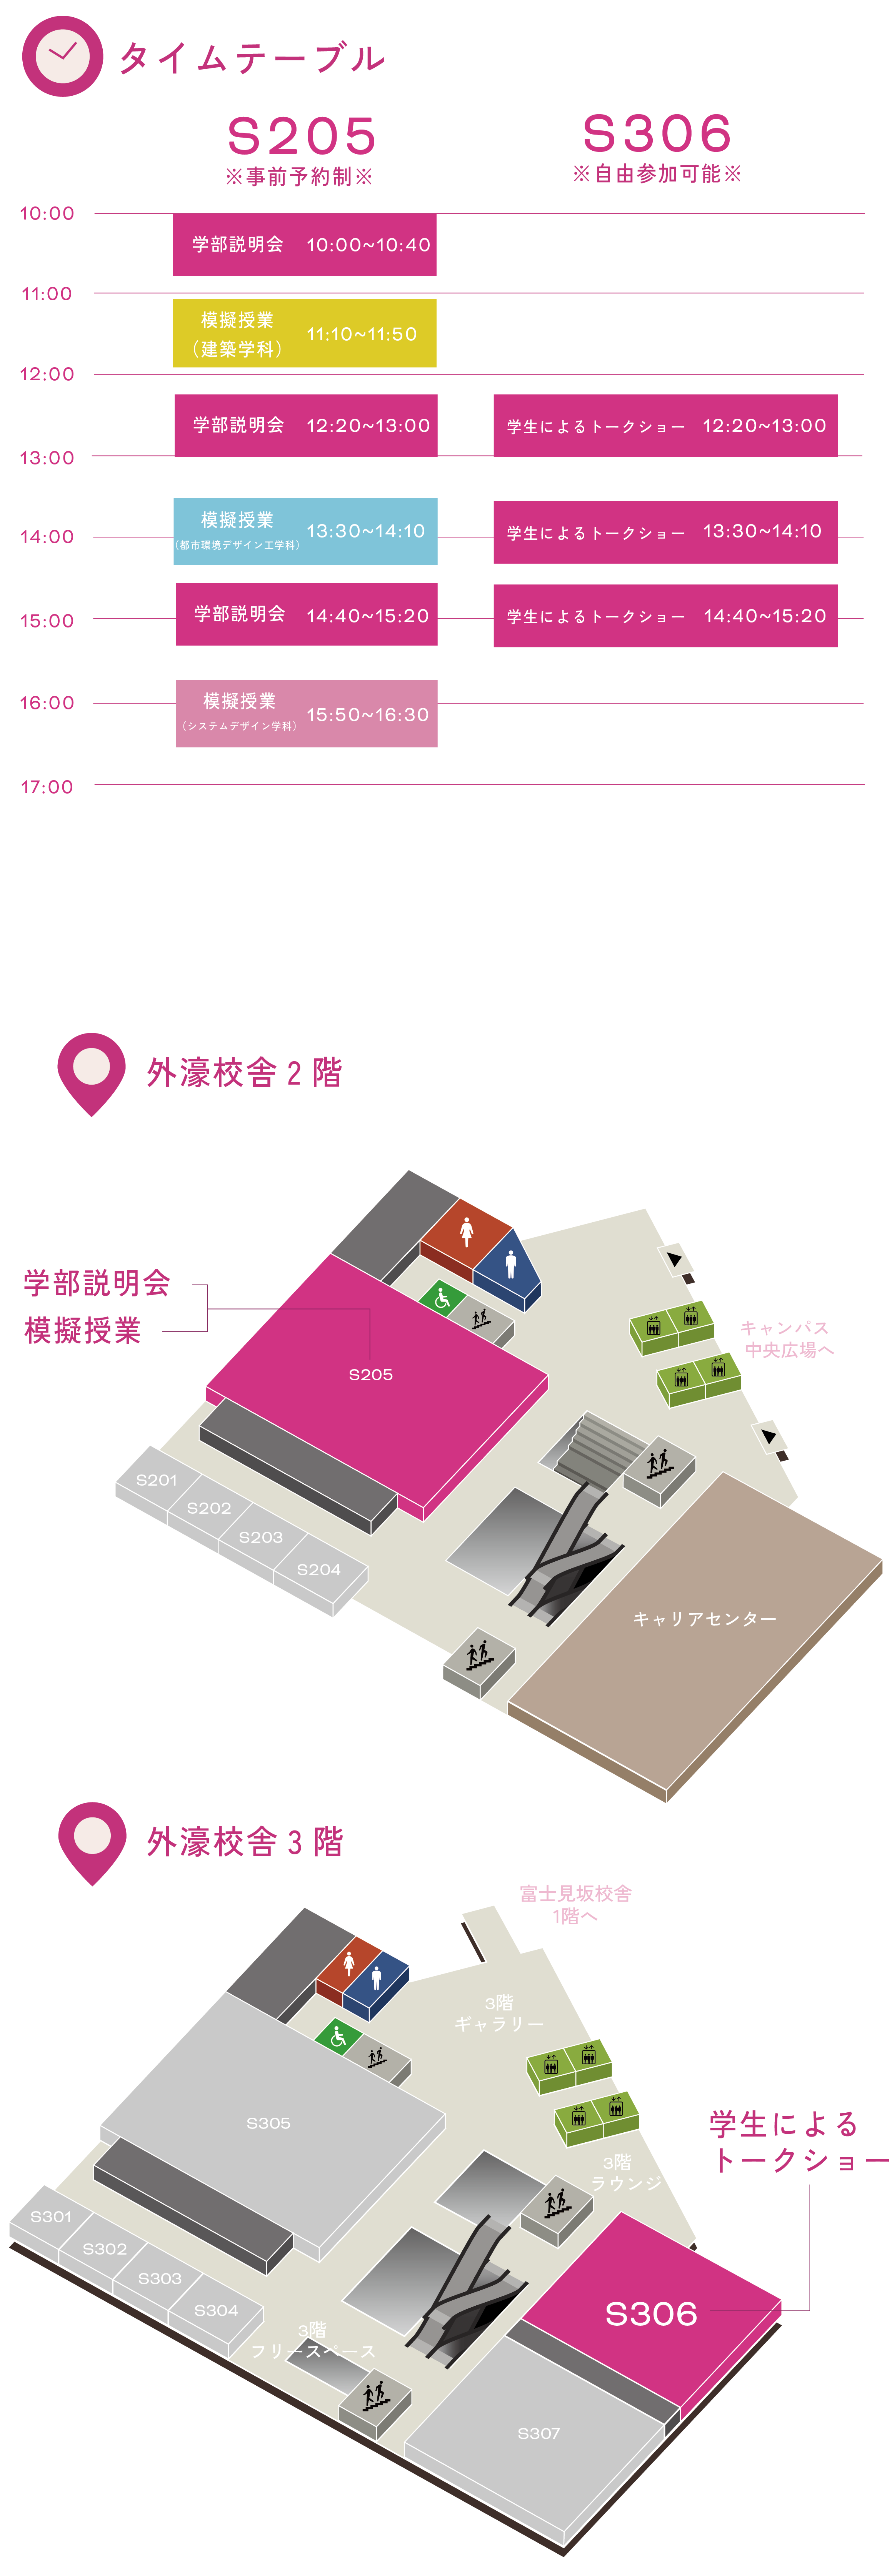 タイムテーブル
S205
※事前予約制※
S306
※自由参加可能※
10:00
学部説明会 10:00~10:40
11:00
模擬授業
（建築学科）
11:10~11:50
12:00
学部説明会 12:20~13:00
学生によるトークショー 12:20~13:00
13:00
模擬授業
（都市環境デザイン工学科）
13:30~14:10
学生によるトークショー 13:30~14:10
14:00
学部説明会 14:40~15:20
学生によるトークショー 14:40~15:20
15:00
16:00
模擬授業
（システムデザイン学科）
15:50~16:30
17:00
外濠校舎2階
学部説明会
模擬授業
S205
キャンパス
中央広場へ
S201
S202
S203
S204
キャリアセンター
外濠校舎3階
富士見坂校舎
1階へ
3階
ギャラリー
S305
学生による
トークショー
3階
ラウンジ
S301
S302
S303
S304
S306
3階
フリースペース
S307